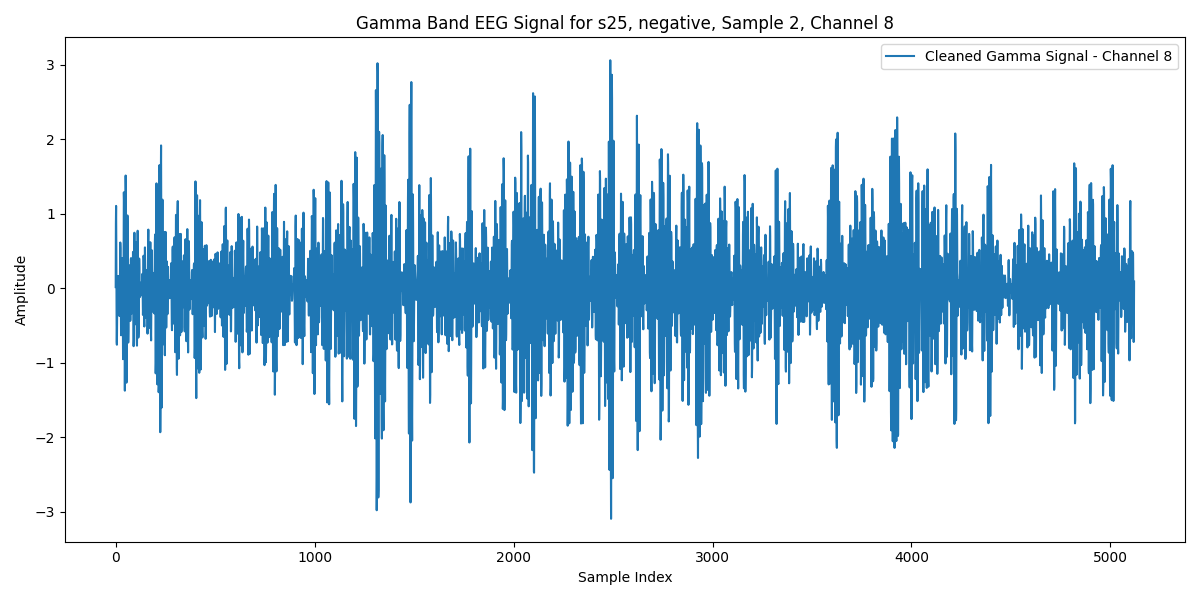 Gamma Band EEG Signal for s25, negative, Sample 2, Channel 8
Cleaned Gamma Signal - Channel 8
Amplitude
3
2
1
0
−1
−2
−3
0 1000 2000 3000 4000 5000
Sample Index